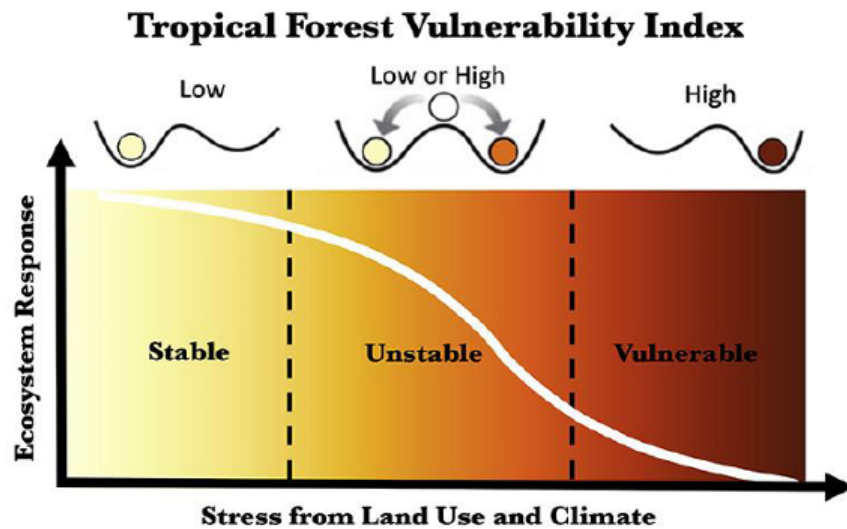 Tropical Forest Vulnerability Index
Low
Low or High
High
Ecosystem Response
Stable
Unstable
Vulnerable
Stress from Land Use and Climate